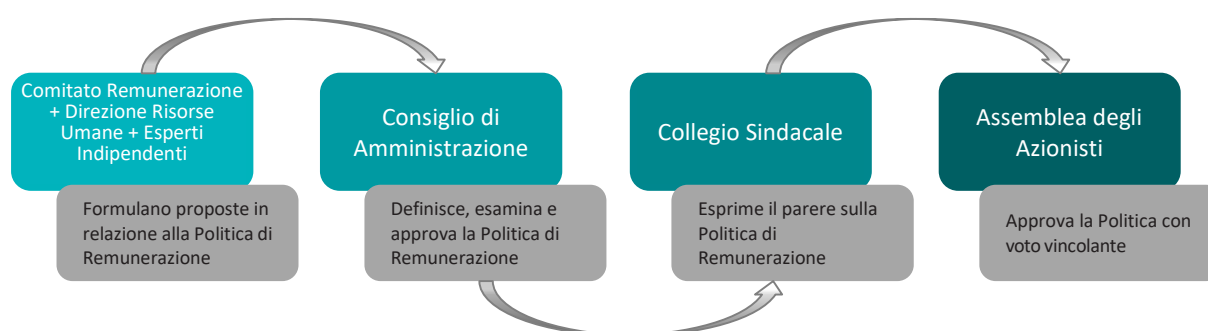 Comitato Remunerazione
+ Direzione Risorse
Umane + Esperti
Indipendenti
Formulano proposte in
relazione alla Politica di
Remunerazione
Consiglio di
Amministrazione
Definisce, esamina e
approva la Politica di
Remunerazione
Collegio Sindacale
Esprime il parere sulla
Politica di
Remunerazione
Assemblea degli
Azionisti
Approva la Politica con
voto vincolante